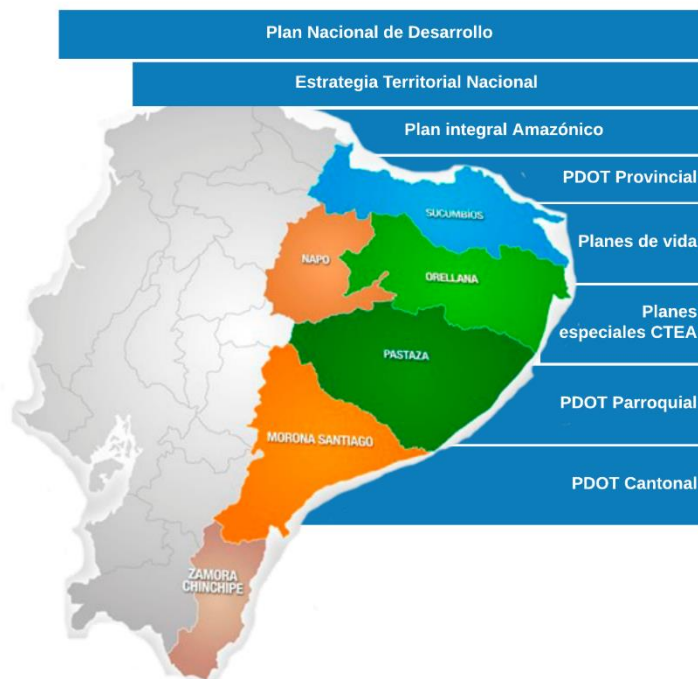 Plan Nacional de Desarrollo
Estrategia Territorial Nacional
Plan integral Amazónico
PDOT Provincial
SUCUMBÍOS
Planes de vida
NAPO
ORELLANA
Planes
especiales CTEA
PASTAZA
PDOT Parroquial
MORONA SANTIAGO
PDOT Cantonal
ZAMORA
CHINCHIPE